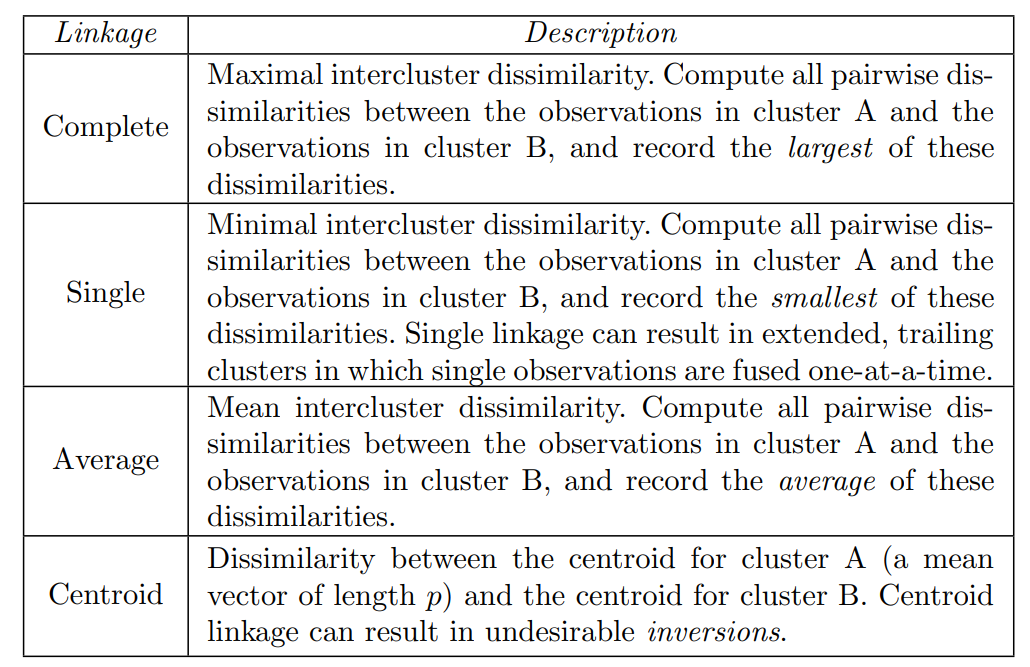 Linkage Description
Maximal intercluster dissimilarity. Compute all pairwise dis-
similarities between the observations in cluster A and the
Complete
observations in cluster B, and record the largest of these
dissimilarities.
Minimal intercluster dissimilarity. Compute all pairwise dis-
similarities between the observations in cluster A and the
Single
observations in cluster B, and record the smallest of these
dissimilarities. Single linkage can result in extended, trailing
clusters in which single observations are fused one-at-a-time.
Mean intercluster dissimilarity. Compute all pairwise dis-
similarities between the observations in cluster A and the
Average
observations in cluster B, and record the average of these
dissimilarities.
Dissimilarity between the centroid for cluster A (a mean
Centroid
vector of length p) and the centroid for cluster B. Centroid
linkage can result in undesirable inversions.